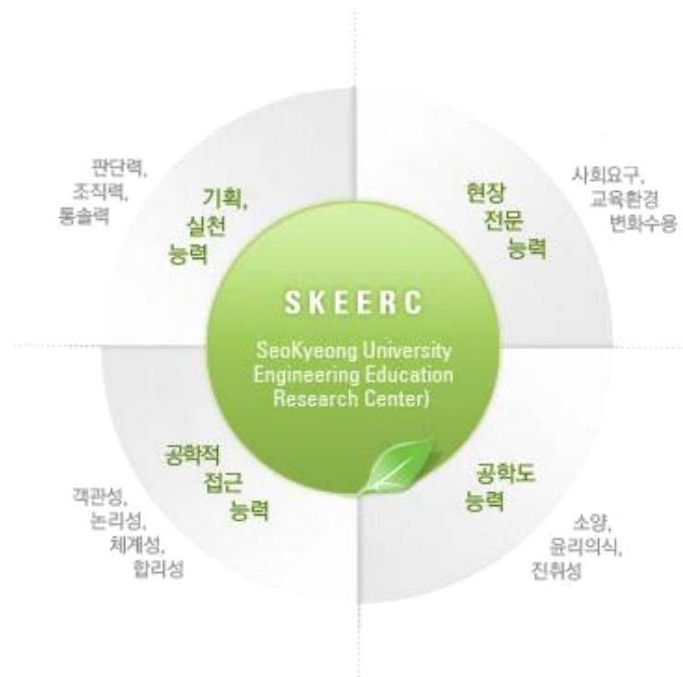 판단력,
조직력,
통솔력
기획,
실천
능력
현장
전문
능력
사회요구,
교육환경
변화수용
SKEERC
SeoKyeong University
Engineering Education
Research Center)
공학적
접근
능력
객관성,
논리성,
체계성,
합리성
공학도
능력
소양,
윤리의식,
진취성